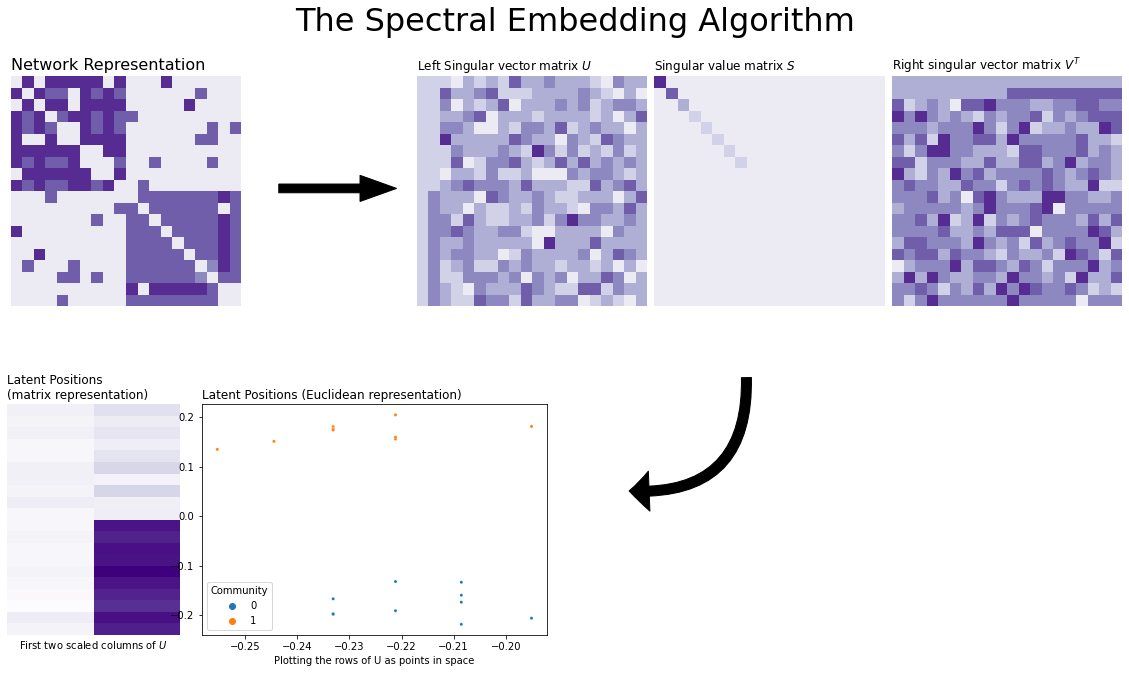 The Spectral Embedding Algorithm
Network Representation
Left Singular vector matrix U
Singular value matrix S
Right singular vector matrix V^T
Latent Positions
(matrix representation)
First two scaled columns of U
Latent Positions (Euclidean representation)
0.2
0.1
0.0
−0.1
−0.2
Community
0
1
−0.25
−0.24
−0.23
−0.22
−0.21
−0.20
Plotting the rows of U as points in space